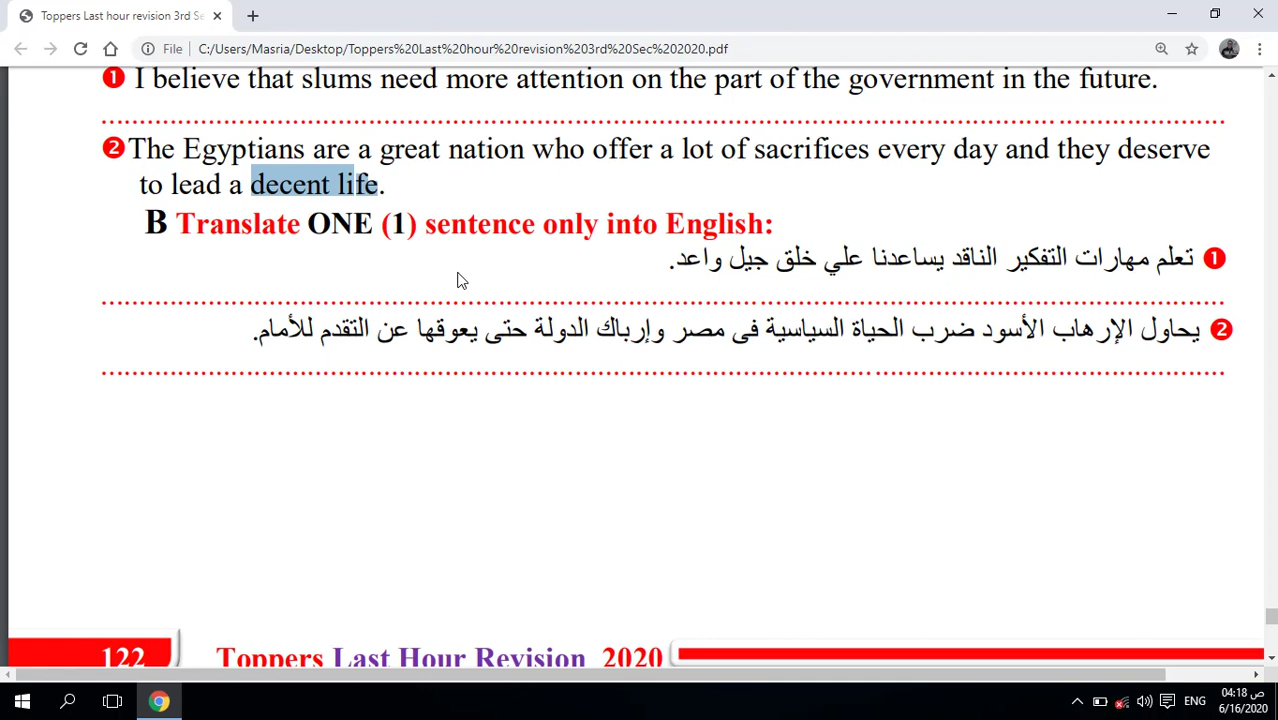 Toppers Last hour revision 3rd Se
File
C:/Users/Masria/Desktop/Toppers%20Last%20hour%20revision%203rd%20Sec%202020.pdf
❶ I believe that slums need more attention on the part of the government in the future.
❷ The Egyptians are a great nation who offer a lot of sacrifices every day and they deserve
to lead a decent life.
B Translate ONE (1) sentence only into English:
❶ تعلم مهارات التفكير الناقد يساعدنا علي خلق جيل واعد.
❷ يحاول الإرهاب الأسود ضرب الحياة السياسية فى مصر وإرباك الدولة حتى يعوقها عن التقدم للأمام.
122 Toppers Last Hour Revision 2020
ENG
04:18 ص
6/16/2020